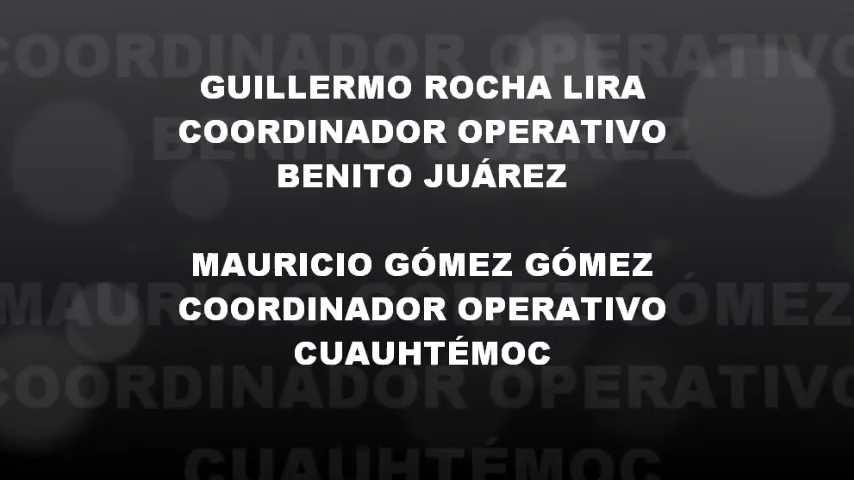 GUILLERMO ROCHA LIRA
COORDINADOR OPERATIVO
BENITO JUÁREZ
MAURICIO GÓMEZ GÓMEZ
COORDINADOR OPERATIVO
CUAUHTÉMOC